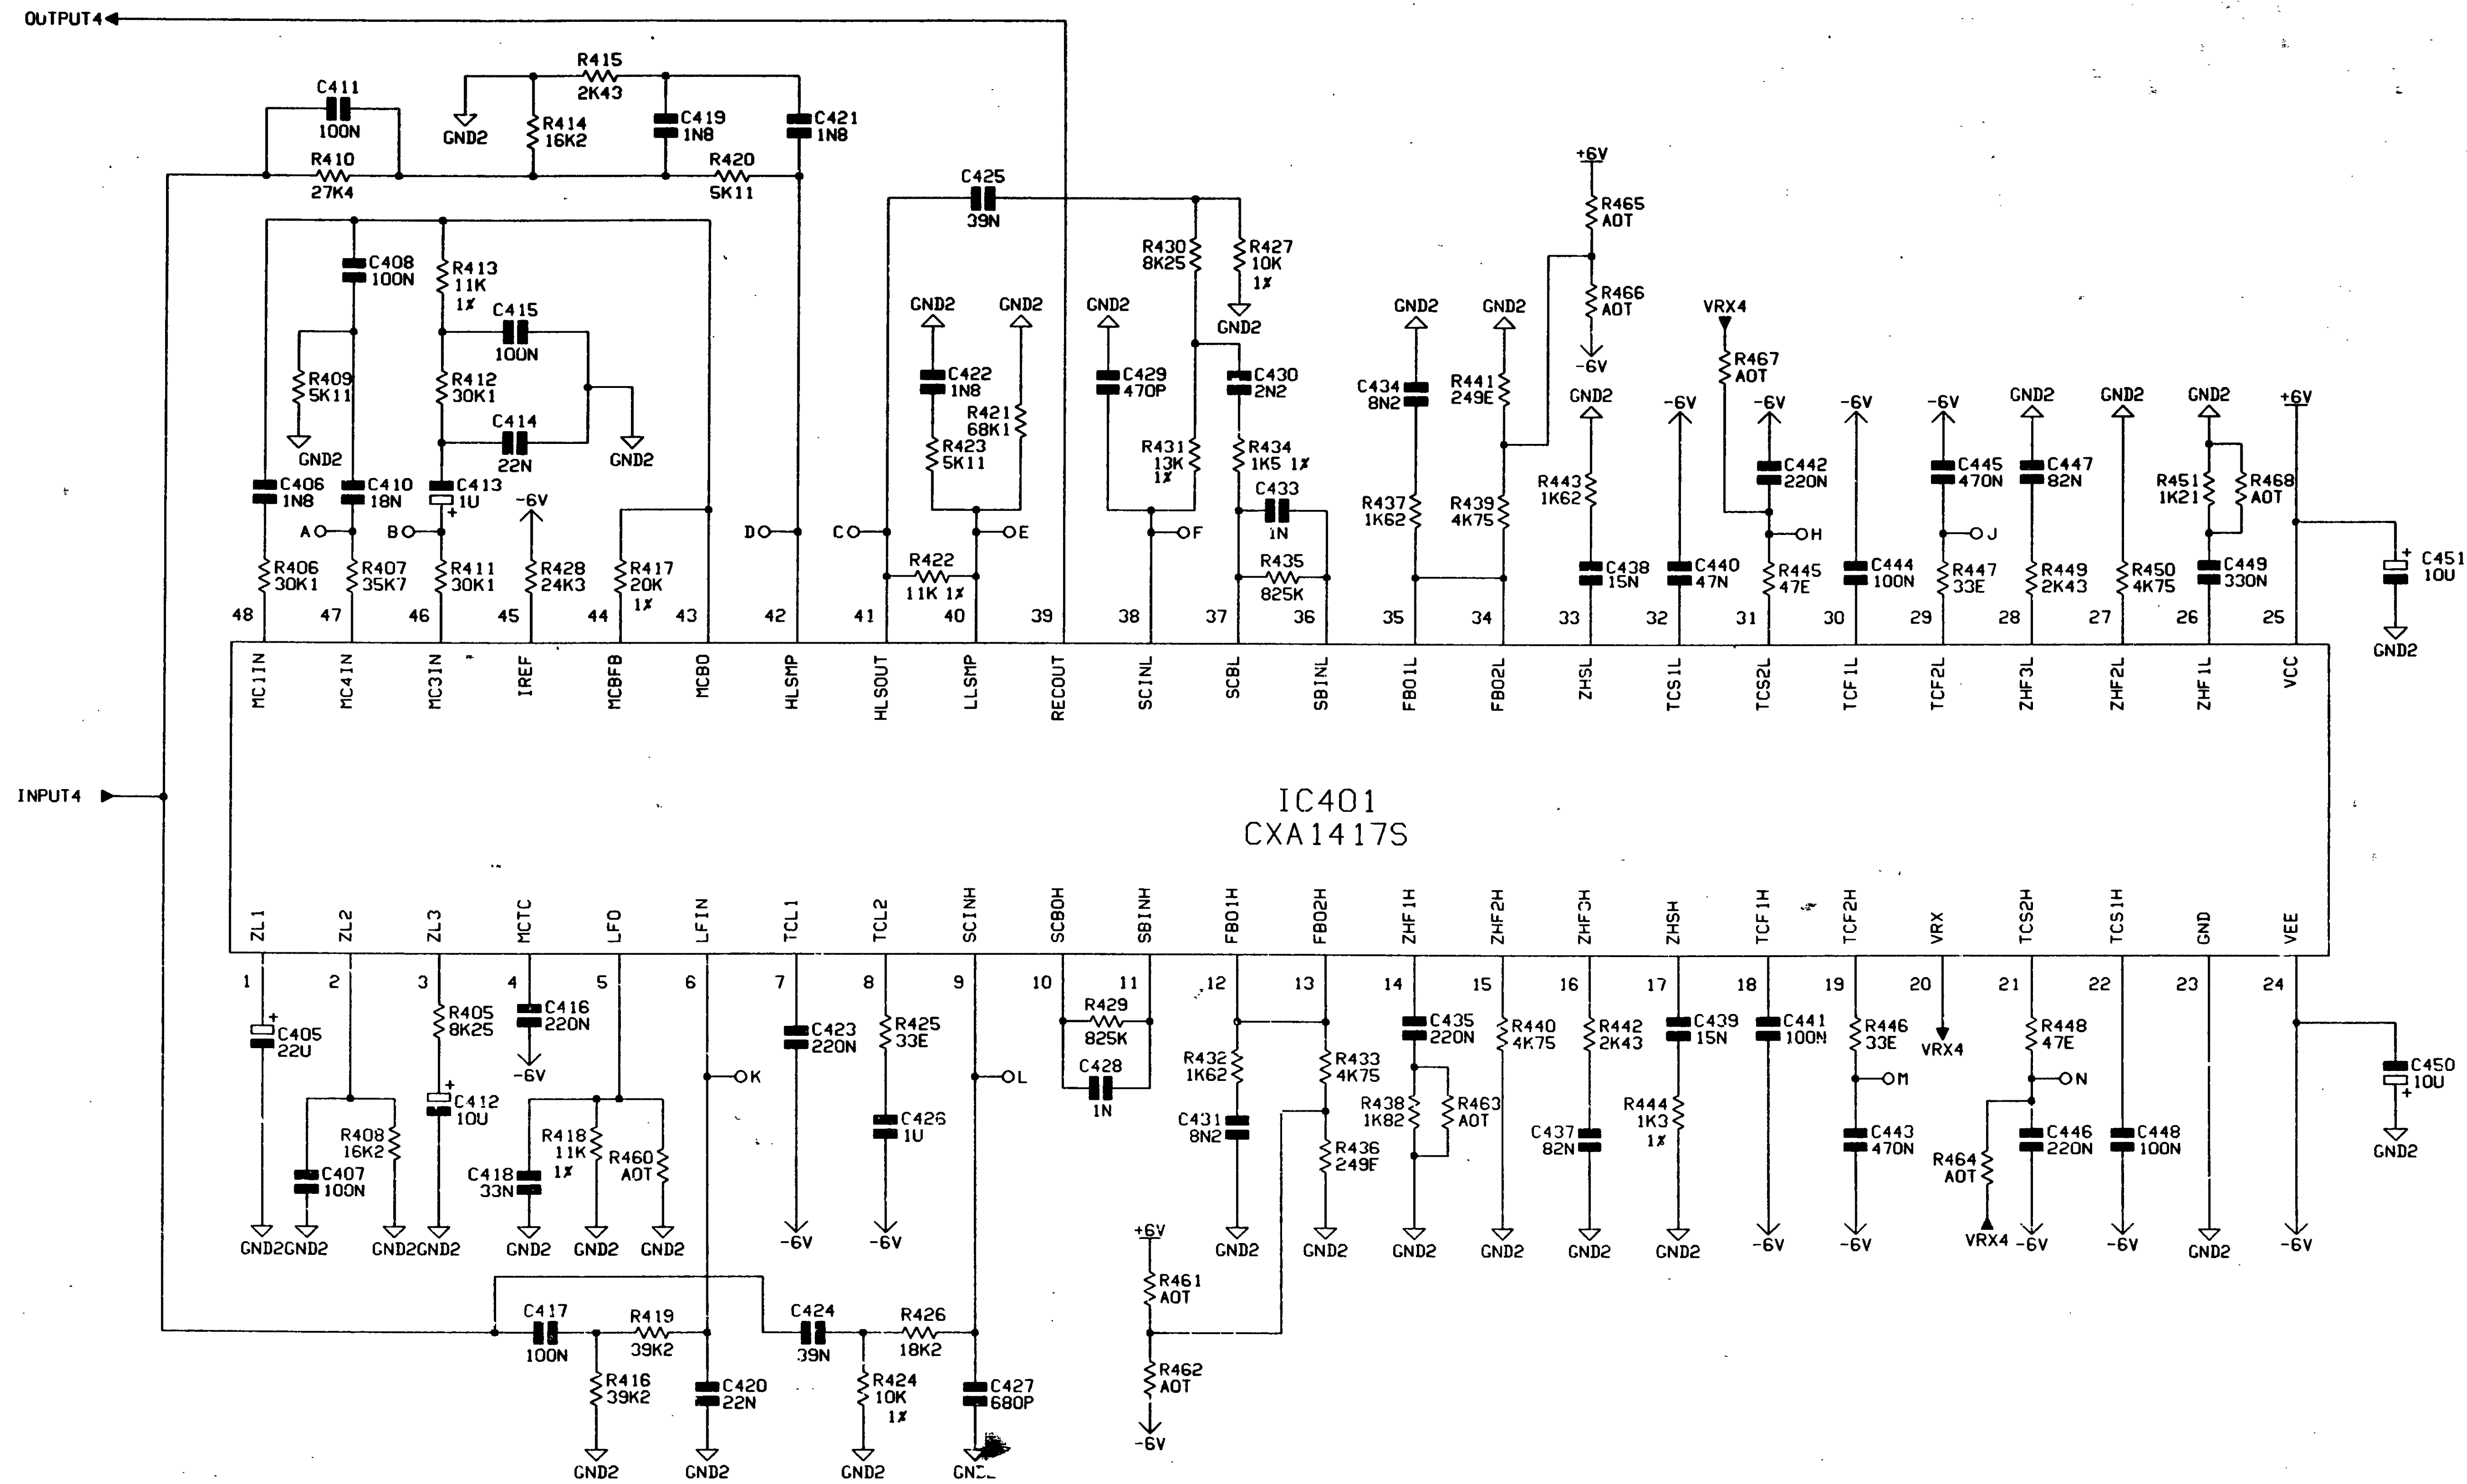 OUTPUT4
R415
2K43
C411
100N
GND2
R414
16K2
C419
1N8
C421
1N8
R410
27K4
R420
5K11
C425
39N
+6V
R465
AOT
R466
AOT
-6V
C408
100N
R413
11K
1%
R430
8K25
R427
10K
1%
GND2
C415
100N
GND2
GND2
GND2
GND2
GND2
VRX4
R467
AOT
R409
5K11
GND2
R412
30K1
C414
22N
GND2
C422
1N8
R421
68K1
R423
5K11
C429
470P
C430
2N2
R431
13K
1%
R434
1K5 1%
C433
1N
R435
825K
C434
8N2
R441
249E
GND2
-6V
-6V
-6V
-6V
GND2
GND2
GND2
+6V
C406
1N8
C410
18N
C413
1U
+
-6V
A
B
D
C
E
F
H
J
R437
1K62
R439
4K75
R443
1K62
C442
220N
C445
470N
C447
82N
R451
1K21
R468
AOT
R406
30K1
R407
35K7
R411
30K1
R428
24K3
R417
20K
1%
R422
11K 1%
C438
15N
C440
47N
R445
47E
C444
100N
R447
33E
R449
2K43
R450
4K75
C449
330N
+
C451
10U
GND2
48 47 46 45 44 43 42 41 40 39 38 37 36 35 34 33 32 31 30 29 28 27 26 25
MC1IN MC4IN MC3IN IREF MCBFB MCBO HLSMP HLSOUT LLSMP RECOUT SCINL SCBL SBINL FBO1L FBO2L ZHSL TCS1L TCS2L TCF1L TCF2L ZHF3L ZHF2L ZHF1L VCC
INPUT4
IC401
CXA1417S
ZL1 ZL2 ZL3 MCTC LFO LFIN TCL1 TCL2 SCINH SCBOH SBINH FBO1H FBO2H ZHF1H ZHF2H ZHF3H ZHSH TCF1H TCF2H VRX TCS2H TCS1H GND VEE
1 2 3 4 5 6 7 8 9 10 11 12 13 14 15 16 17 18 19 20 21 22 23 24
+
C405
22U
R405
8K25
C416
220N
-6V
C423
220N
R425
33E
R429
825K
C428
1N
R432
1K62
R433
4K75
C435
220N
R440
4K75
R442
2K43
C439
15N
C441
100N
R446
33E
VRX4
R448
47E
K
L
M
N
C450
10U
+
GND2
+
C412
10U
R408
16K2
C407
100N
C418
33N
R418
11K
1%
R460
AOT
C426
1U
C431
8N2
R436
249E
R438
1K82
R463
AOT
C437
82N
R444
1K3
1%
C443
470N
R464
AOT
C446
220N
C448
100N
GND2 GND2 GND2 GND2 GND2 GND2 GND2 -6V -6V
+6V
GND2 GND2 GND2 GND2 GND2 GND2 -6V -6V VRX4 -6V -6V GND2 -6V
R461
AOT
C417
100N
R419
39K2
C424
39N
R426
18K2
R416
39K2
C420
22N
R424
10K
1%
C427
680P
R462
AOT
-6V
GND2 GND2 GND2